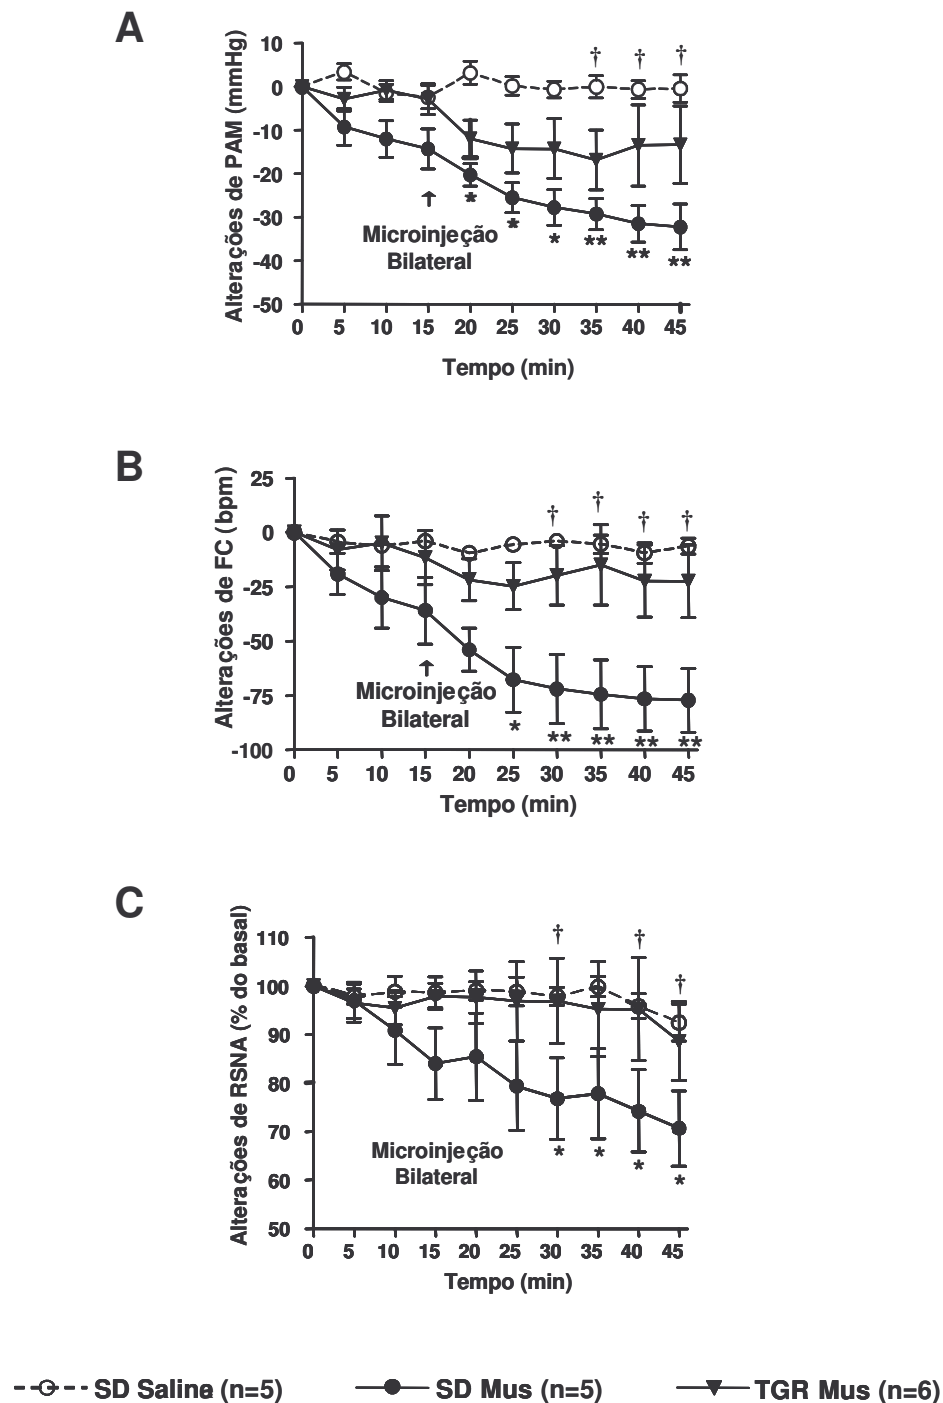 A
Alterações de PAM (mmHg)
10
0
-10
-20
-30
-40
-50
† † †
* * * ** ** **
Microinjeção
Bilateral
0 5 10 15 20 25 30 35 40 45
Tempo (min)
B
Alterações de FC (bpm)
25
0
-25
-50
-75
-100
† † † †
Microinjeção
Bilateral
* ** ** ** **
0 5 10 15 20 25 30 35 40 45
Tempo (min)
C
Alterações de RSNA (% do basal)
110
100
90
80
70
60
50
† † †
Microinjeção
Bilateral
* * * *
0 5 10 15 20 25 30 35 40 45
Tempo (min)
SD Saline (n=5) SD Mus (n=5) TGR Mus (n=6)